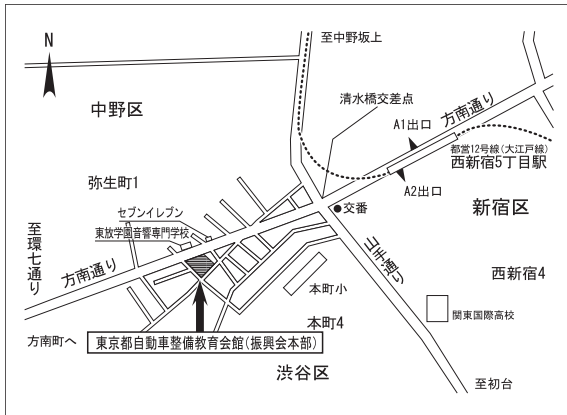 N
至中野坂上
中野区
清水橋交差点
方南通り
A1出口
都営12号線(大江戸線)
西新宿5丁目駅
A2出口
弥生町1
新宿区
セブンイレブン
●交番
東放学園音響専門学校
至環七通り
方南通り
山手通り
西新宿4
本町小
関東国際高校
方南町へ
本町4
東京都自動車整備教育会館(振興会本部)
渋谷区
至初台